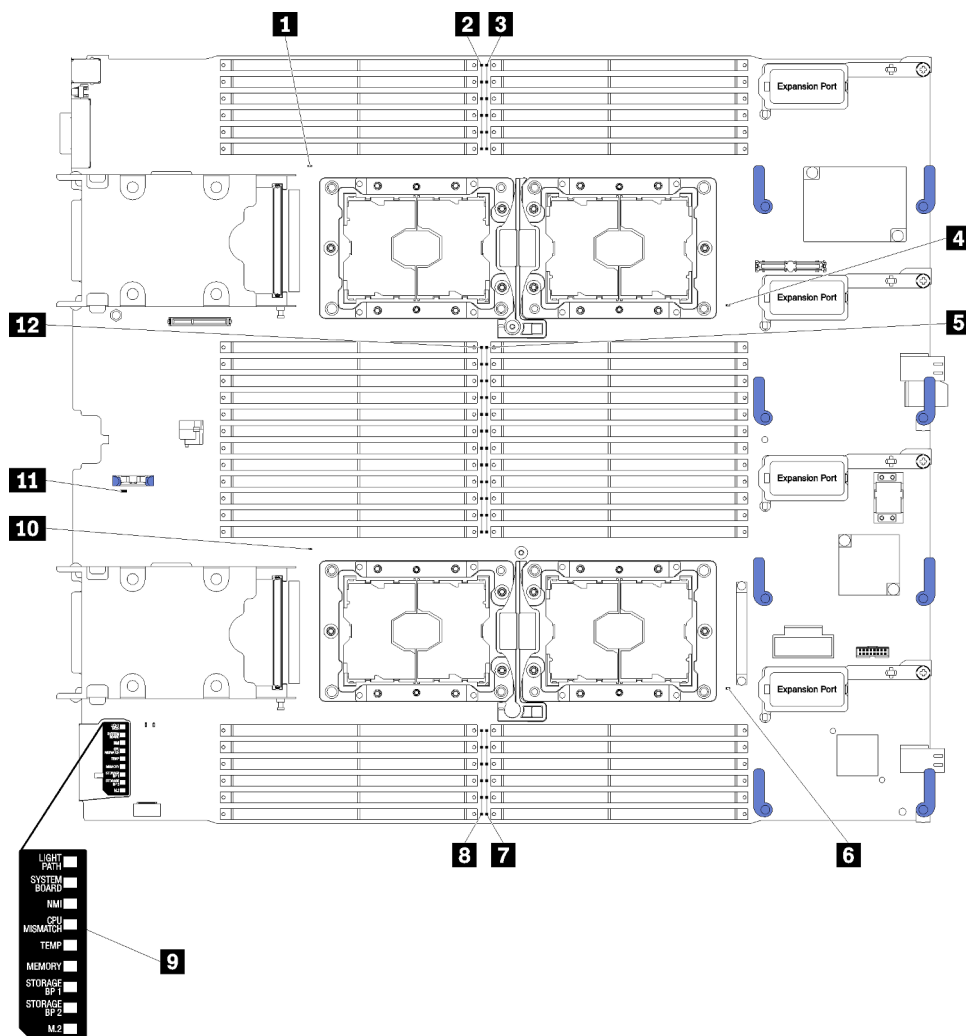 1
2
3
Expansion Port
4
Expansion Port
12
5
11
Expansion Port
10
Expansion Port
8
7
6
LIGHT
PATH
SYSTEM
BOARD
NMI
CPU
MISMATCH
TEMP
MEMORY
STORAGE
BP 1
STORAGE
BP 2
M.2
9